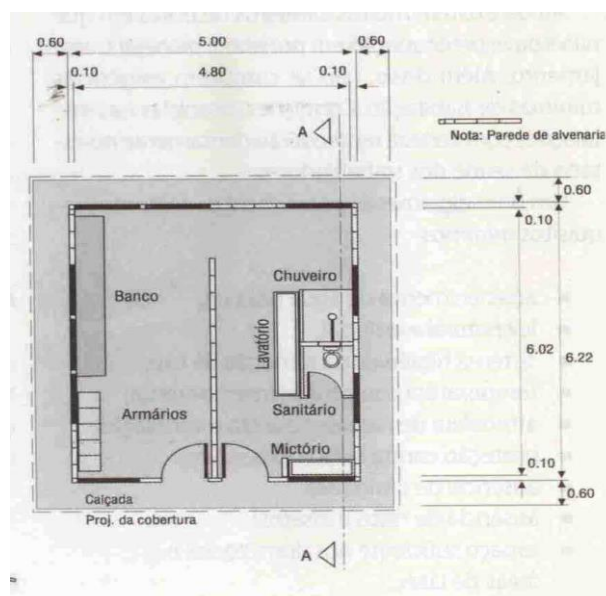 0.60 5.00 0.60
0.10 4.80 0.10
A
Nota: Parede de alvenaria
0.60
0.10
Banco
Chuveiro
Lavatório
6.02 6.22
Armários
Sanitário
Mictório
0.10
0.60
Calçada
Proj. da cobertura
A